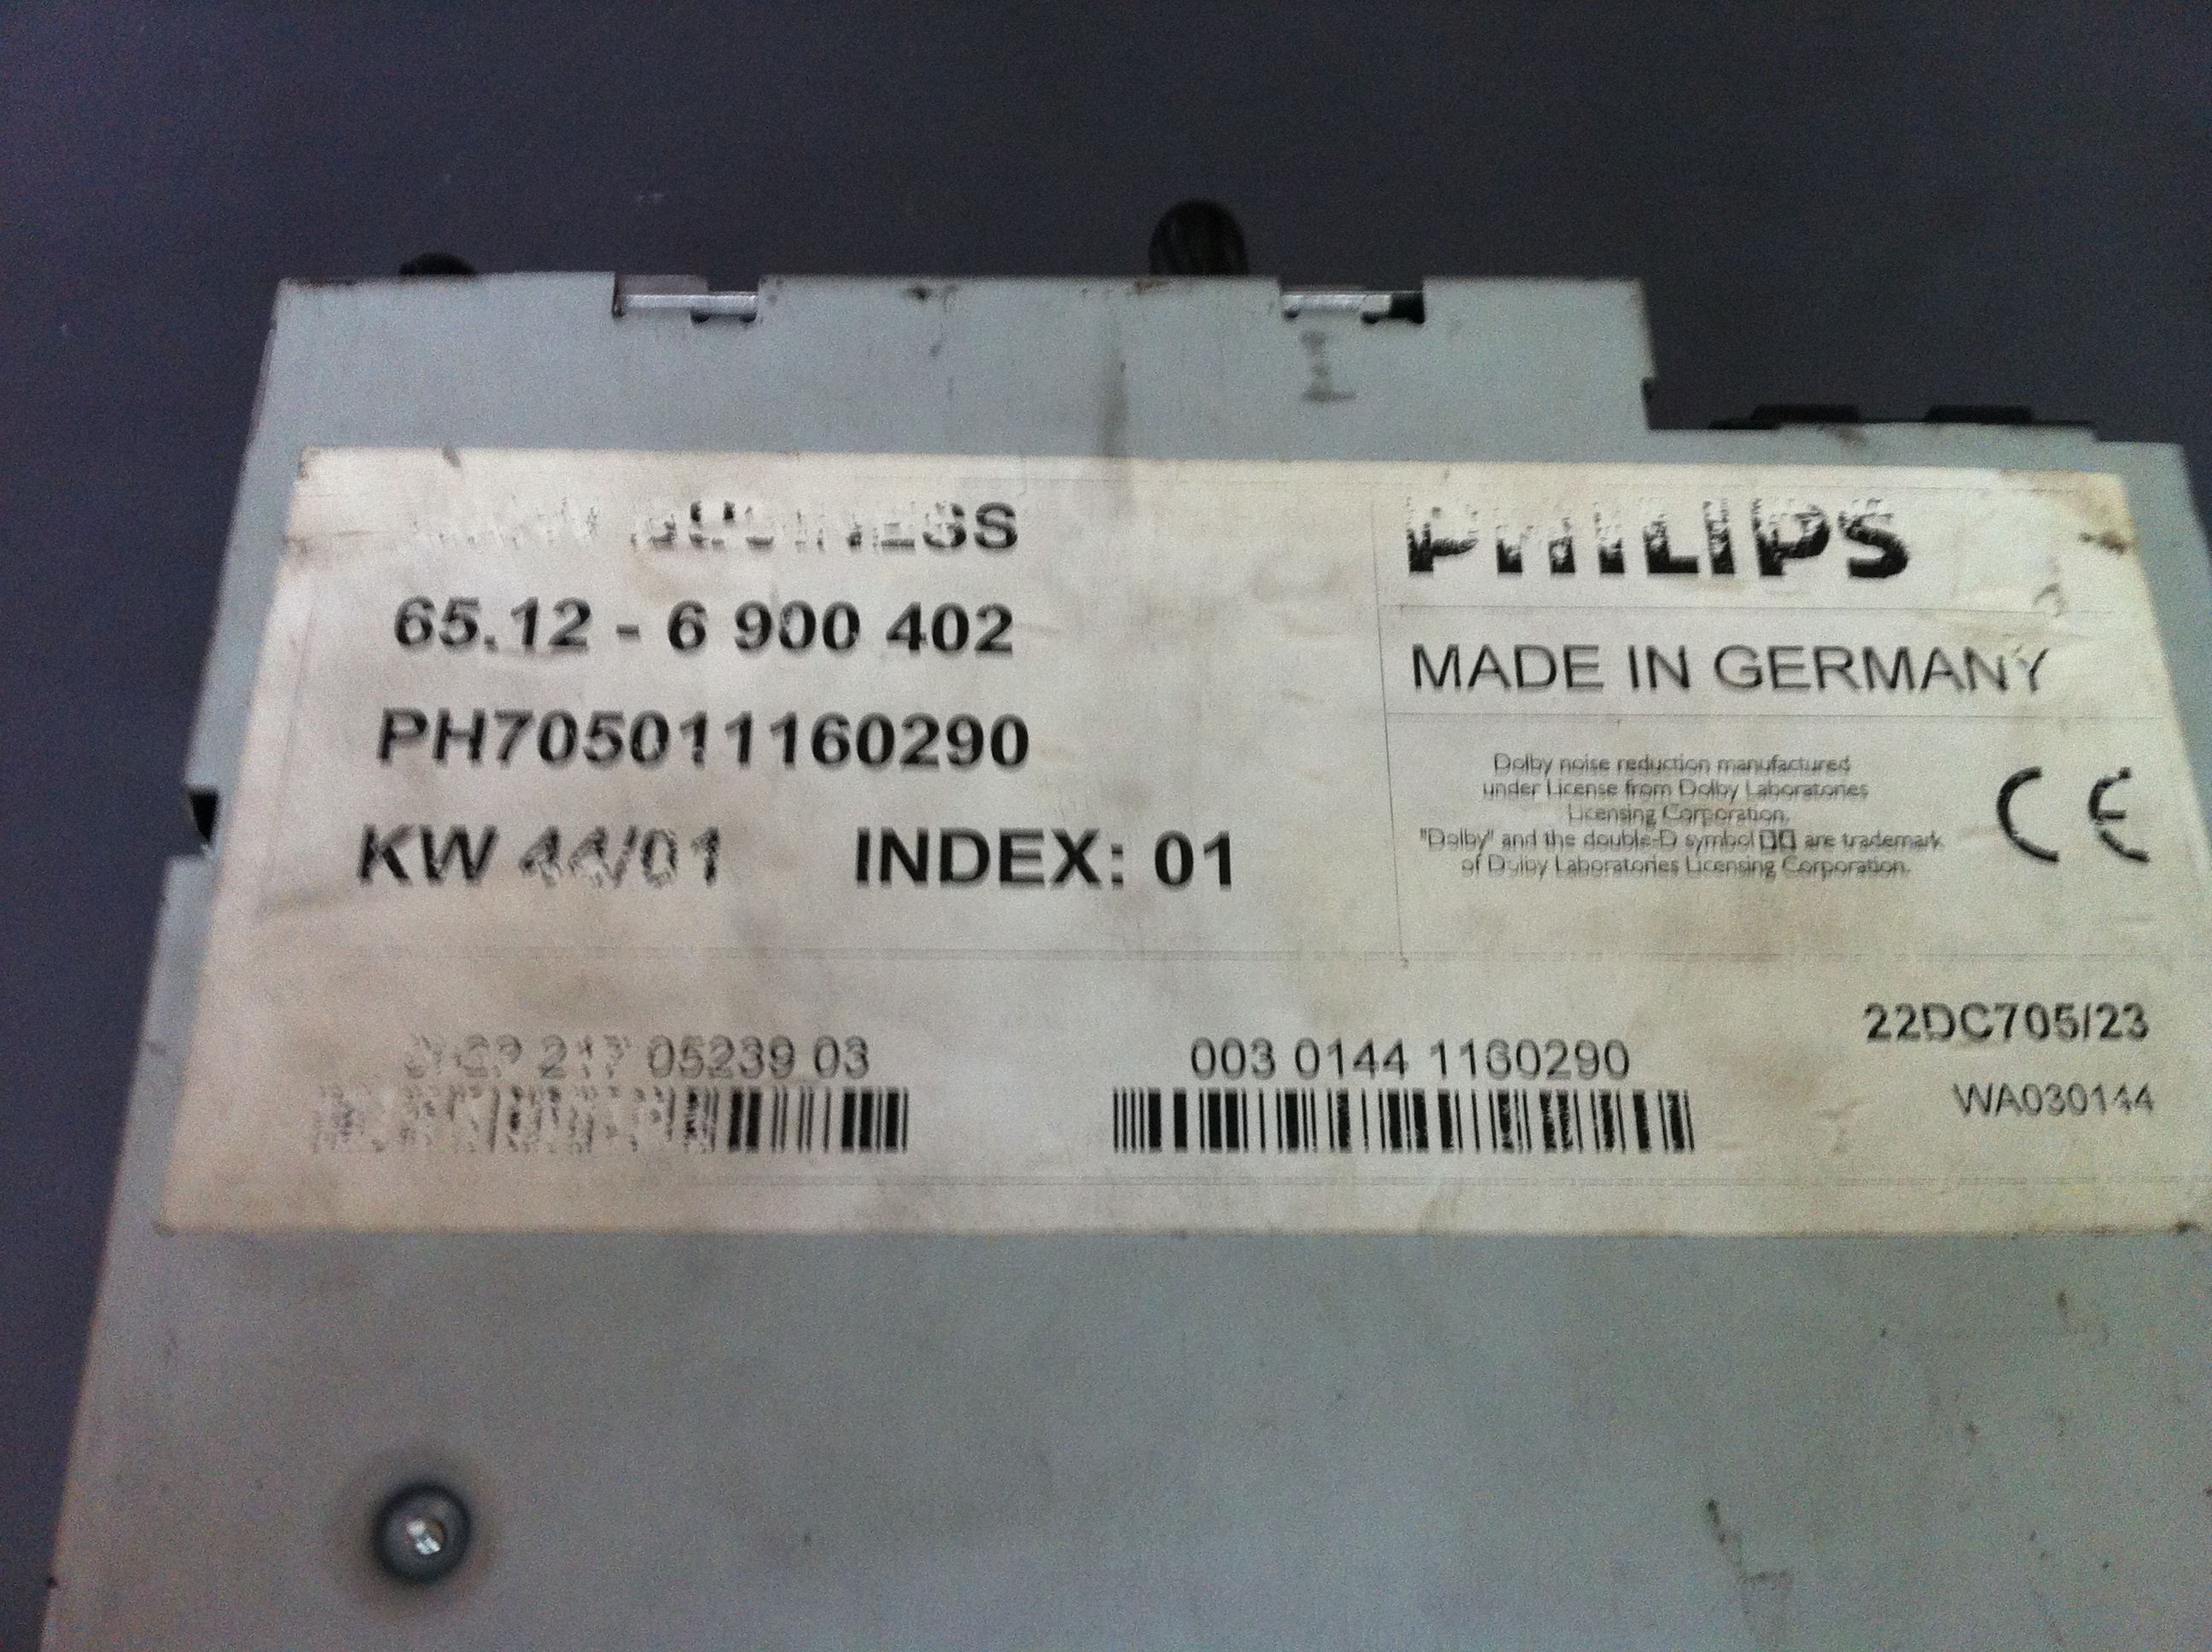 BUSINESS
65.12 - 6 900 402
PH705011160290
KW 44/01 INDEX: 01
PHILIPS
MADE IN GERMANY
Dolby noise reduction manufactured
under License from Dolby Laboratories
Licensing Corporation.
"Dolby" and the double-D symbol are trademark
of Dolby Laboratories Licensing Corporation.
CE
05239 03
003 0144 1160290
22DC705/23
WA030144